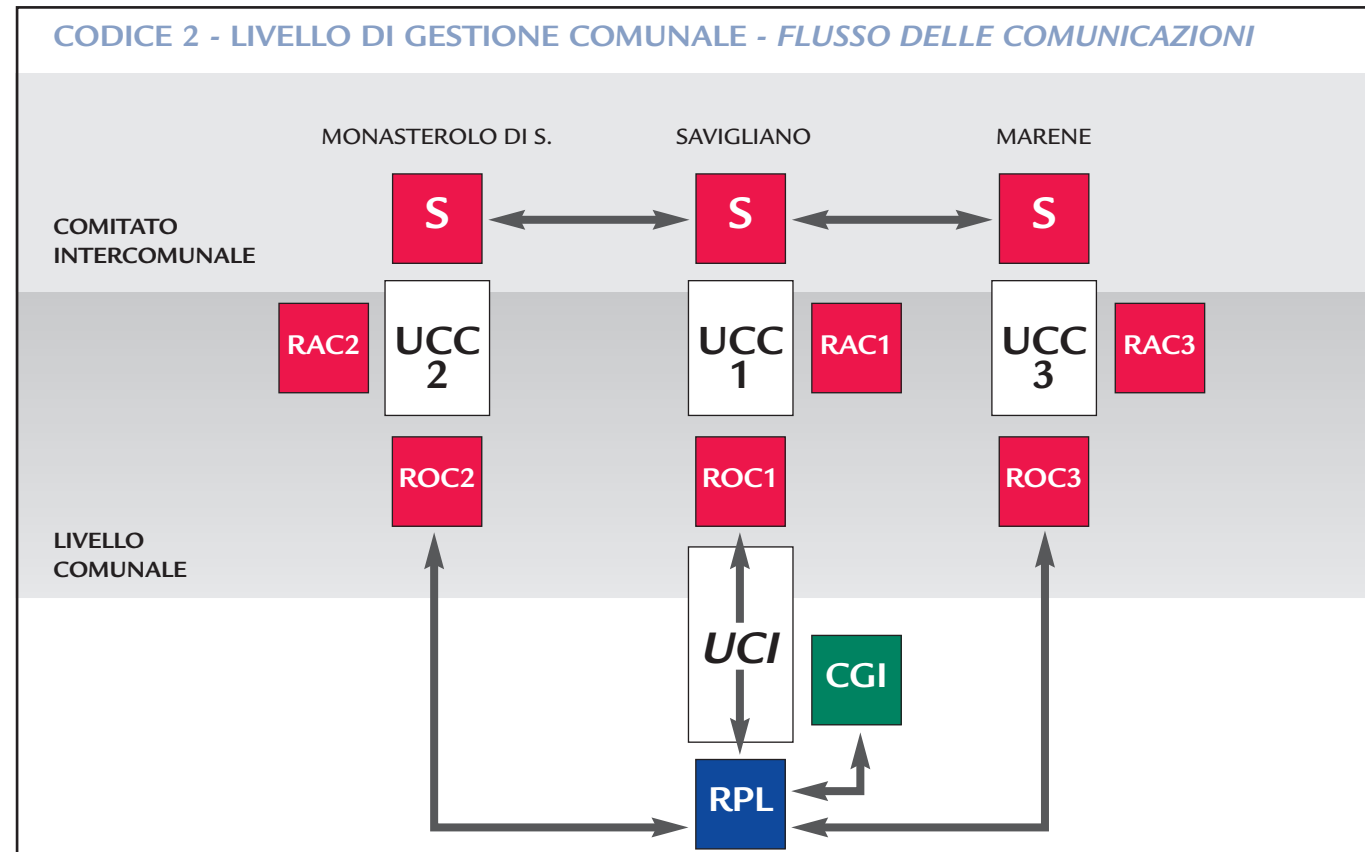 CODICE 2 - LIVELLO DI GESTIONE COMUNALE - FLUSSO DELLE COMUNICAZIONI
MONASTEROLO DI S.
SAVIGLIANO
MARENE
S
S
S
COMITATO
INTERCOMUNALE
RAC2
UCC
2
UCC
1
RAC1
UCC
3
RAC3
ROC2
ROC1
ROC3
LIVELLO
COMUNALE
UCI
CGI
RPL